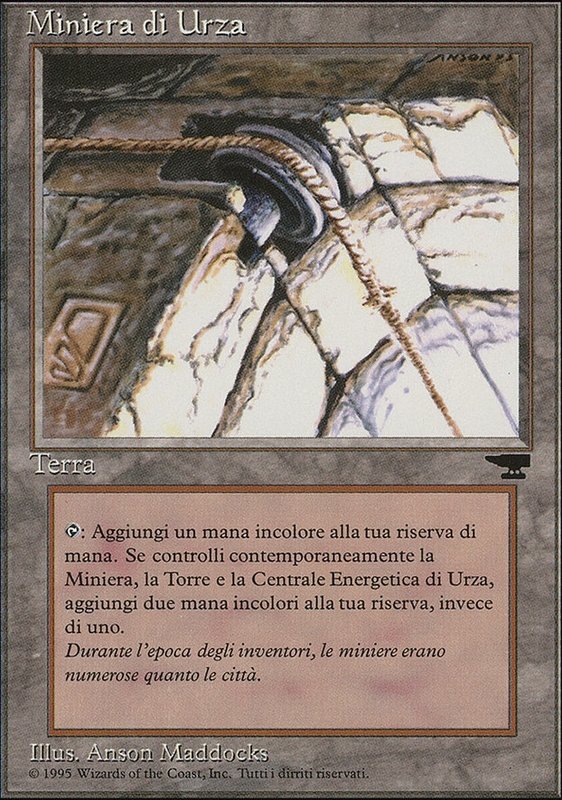 Miniera di Urza
ANSON 95
Terra
: Aggiungi un mana incolore alla tua riserva di
mana. Se controlli contemporaneamente la
Miniera, la Torre e la Centrale Energetica di Urza,
aggiungi due mana incolori alla tua riserva, invece
di uno.
Durante l'epoca degli inventori, le miniere erano
numerose quanto le città.
Illus. Anson Maddocks
© 1995 Wizards of the Coast, Inc. Tutti i diritti riservati.